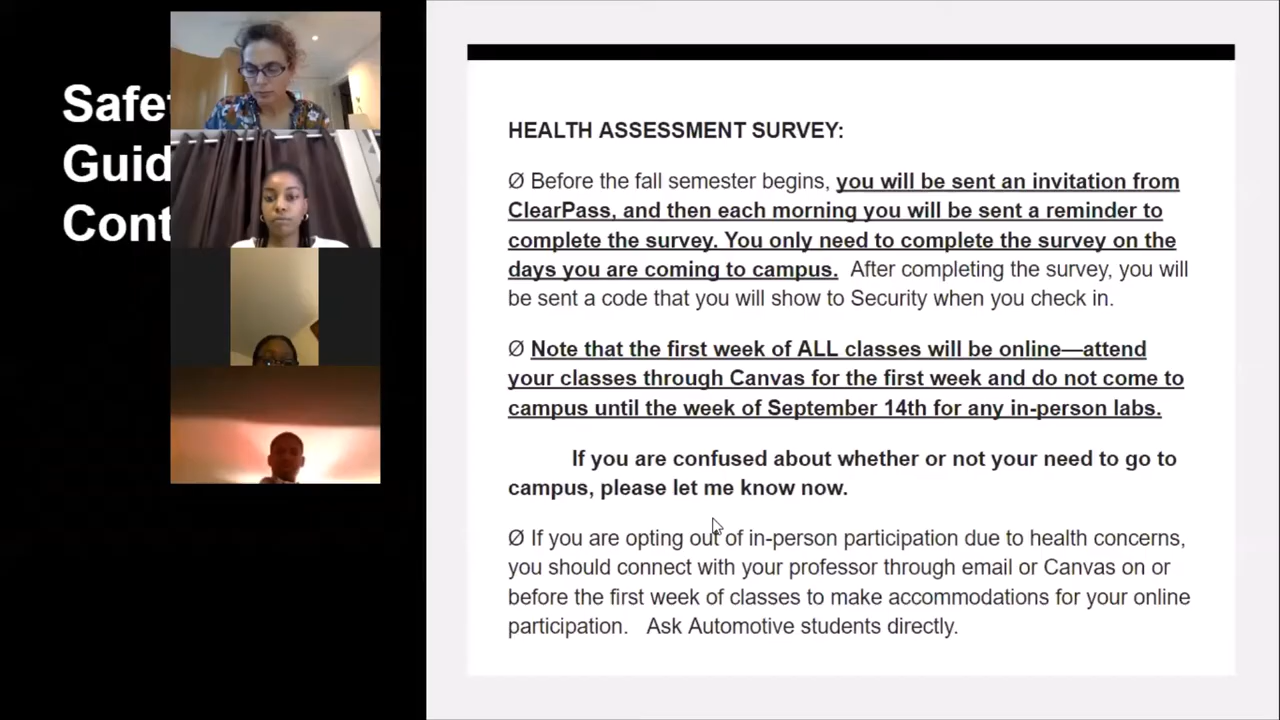 Safe
Guid
Cont
HEALTH ASSESSMENT SURVEY:
Ø Before the fall semester begins, you will be sent an invitation from
ClearPass, and then each morning you will be sent a reminder to
complete the survey. You only need to complete the survey on the
days you are coming to campus. After completing the survey, you will
be sent a code that you will show to Security when you check in.
Ø Note that the first week of ALL classes will be online—attend
your classes through Canvas for the first week and do not come to
campus until the week of September 14th for any in-person labs.
If you are confused about whether or not your need to go to
campus, please let me know now.
Ø If you are opting out of in-person participation due to health concerns,
you should connect with your professor through email or Canvas on or
before the first week of classes to make accommodations for your online
participation. Ask Automotive students directly.